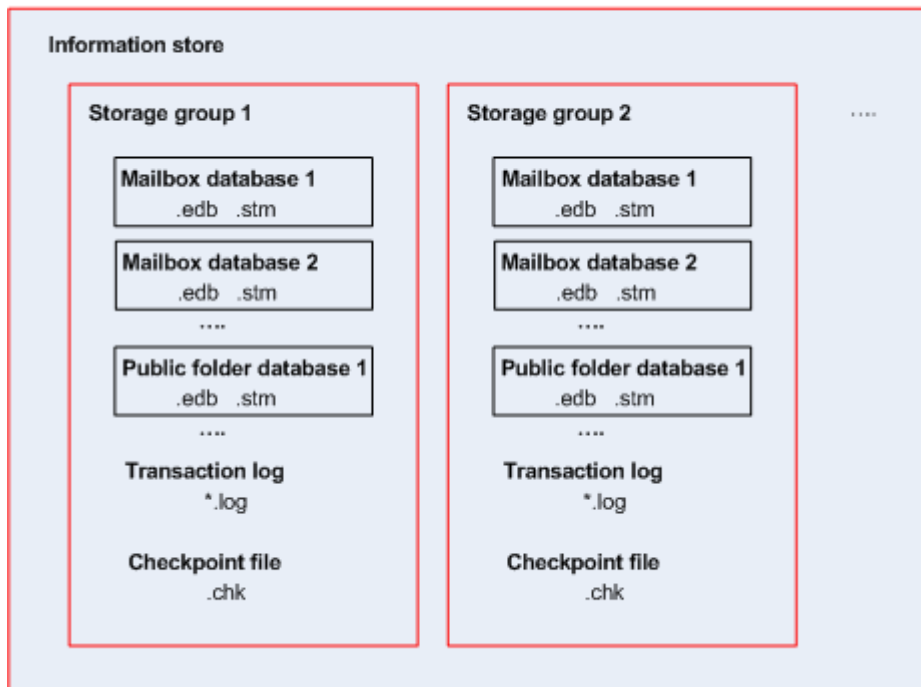 Information store
Storage group 1
Mailbox database 1
.edb .stm
Mailbox database 2
.edb .stm
....
Public folder database 1
.edb .stm
....
Transaction log
*.log
Checkpoint file
.chk
Storage group 2
Mailbox database 1
.edb .stm
Mailbox database 2
.edb .stm
....
Public folder database 1
.edb .stm
....
Transaction log
*.log
Checkpoint file
.chk
....